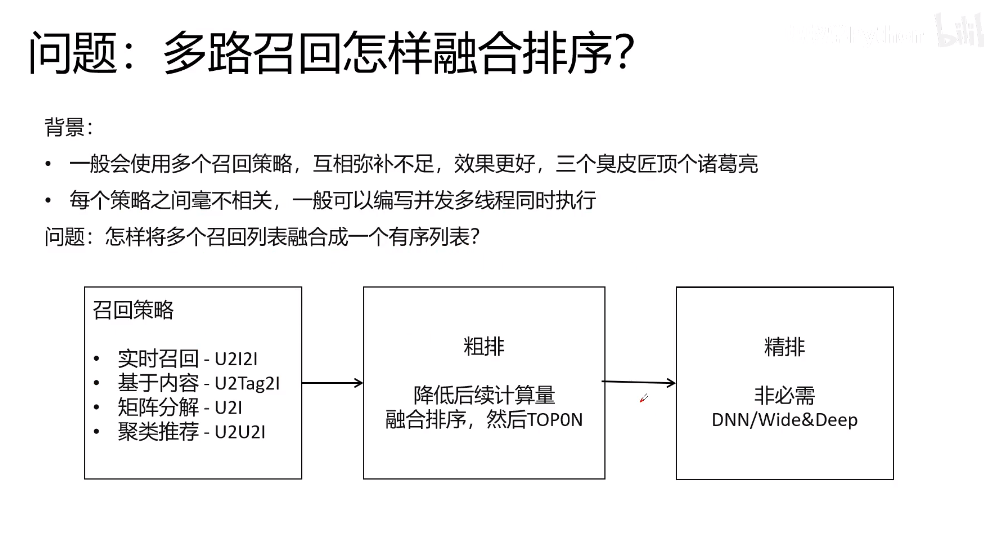 问题：多路召回怎样融合排序？
背景：
• 一般会使用多个召回策略，互相弥补不足，效果更好，三个臭皮匠顶个诸葛亮
• 每个策略之间毫不相关，一般可以编写并发多线程同时执行
问题：怎样将多个召回列表融合成一个有序列表？
召回策略
• 实时召回 - U2I2I
• 基于内容 - U2Tag2I
• 矩阵分解 - U2I
• 聚类推荐 - U2U2I
粗排
降低后续计算量
融合排序，然后TOP0N
精排
非必需
DNN/Wide&Deep